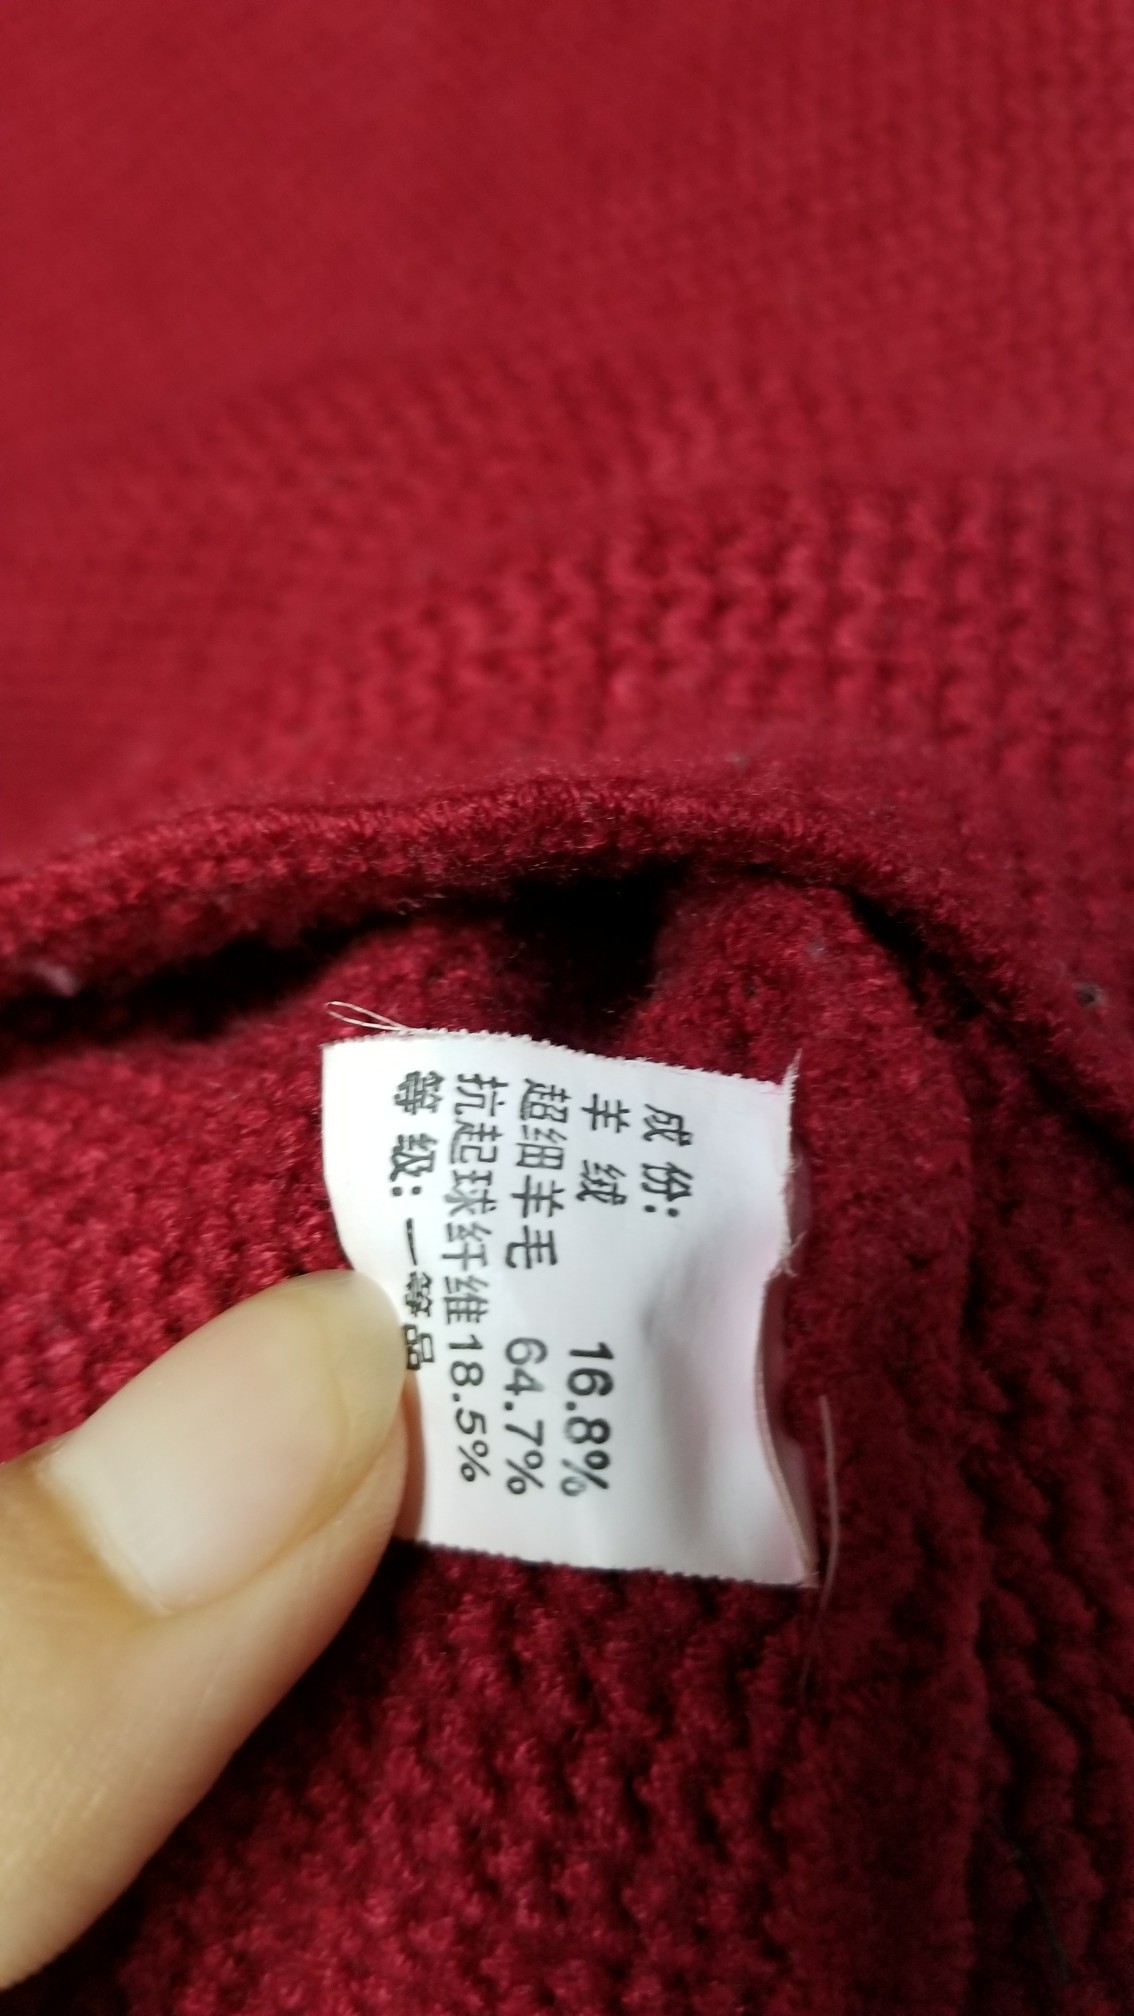 成份:
羊绒 16.8%
超细羊毛 64.7%
抗起球纤维18.5%
等级:一等品